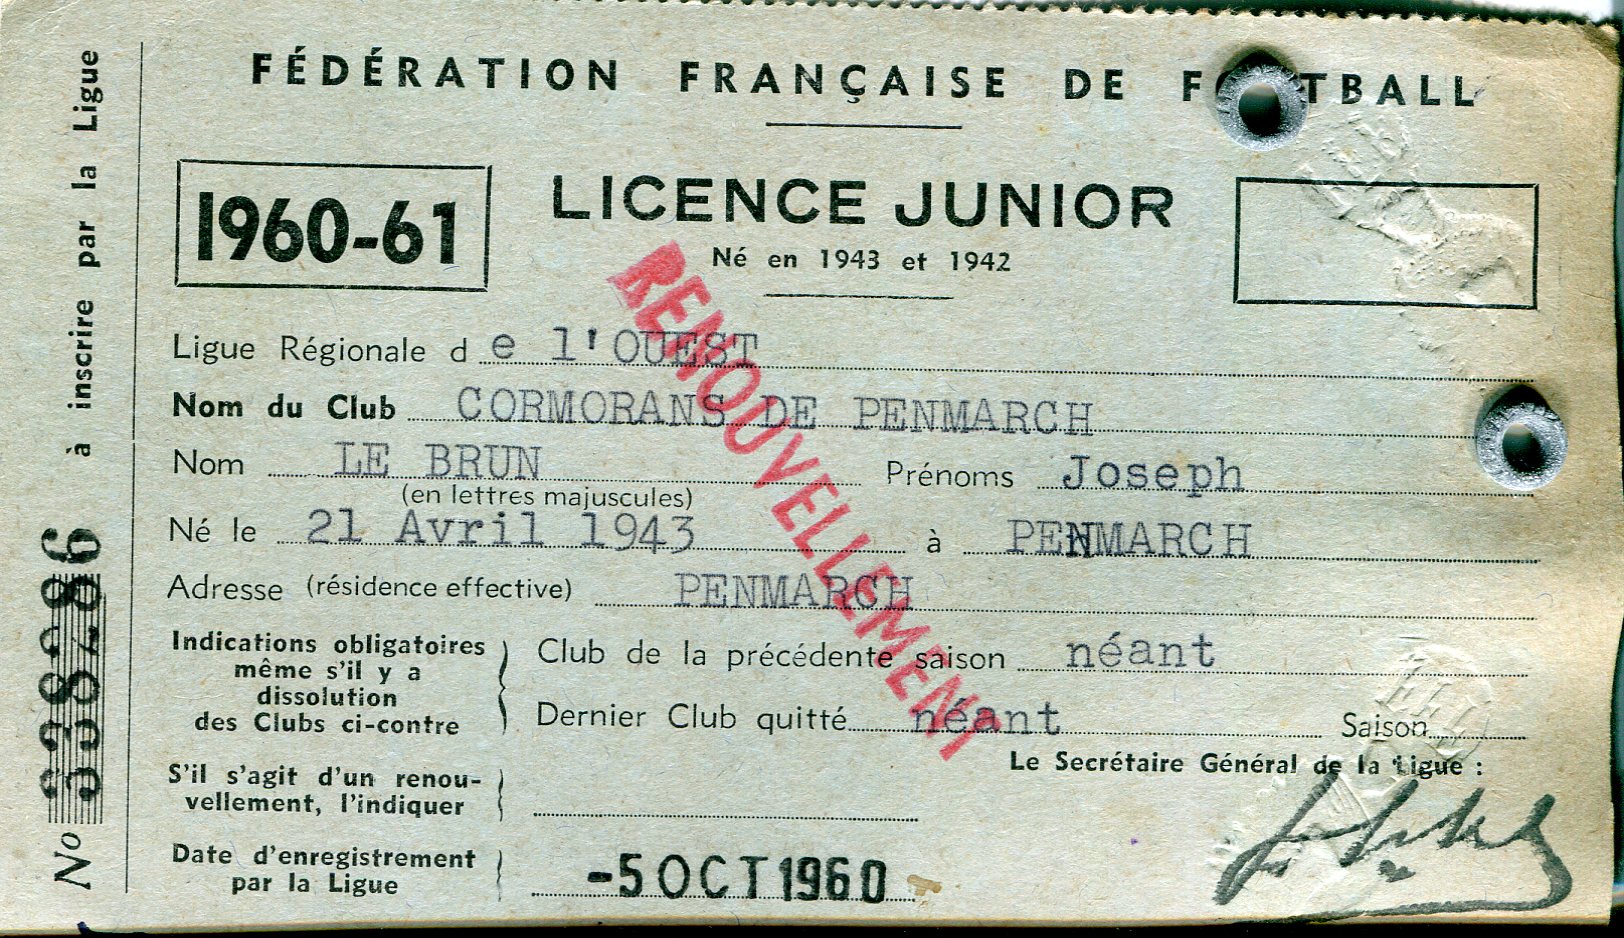 FÉDÉRATION FRANÇAISE DE FOOTBALL
1960-61
LICENCE JUNIOR
Né en 1943 et 1942
RENOUVELLEMENT
Ligue Régionale d e l'OUEST
Nom du Club CORMORANS DE PENMARCH
Nom LE BRUN Prénoms Joseph
(en lettres majuscules)
Né le 21 Avril 1943 à PENMARCH
Adresse (résidence effective) PENMARCH
Indications obligatoires
même s'il y a
dissolution
des Clubs ci-contre
Club de la précédente saison néant
Dernier Club quitté néant Saison
Le Secrétaire Général de la Ligue :
S'il s'agit d'un renou-
vellement, l'indiquer
Date d'enregistrement
par la Ligue
-5 OCT 1960
No
à inscrire par la Ligue